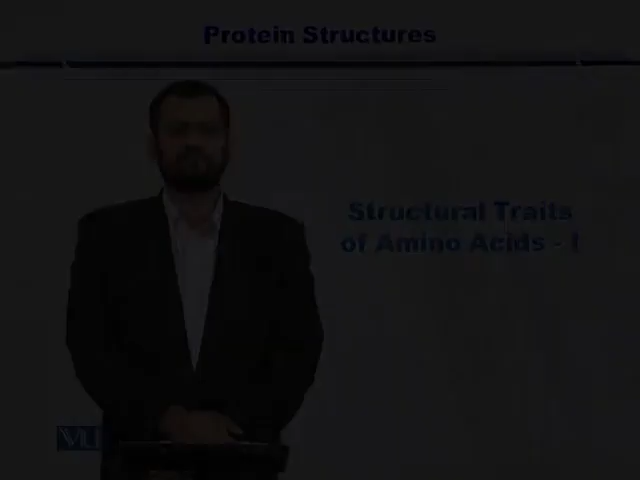 Protein Structures
Structural Traits
of Amino Acids - I
VU